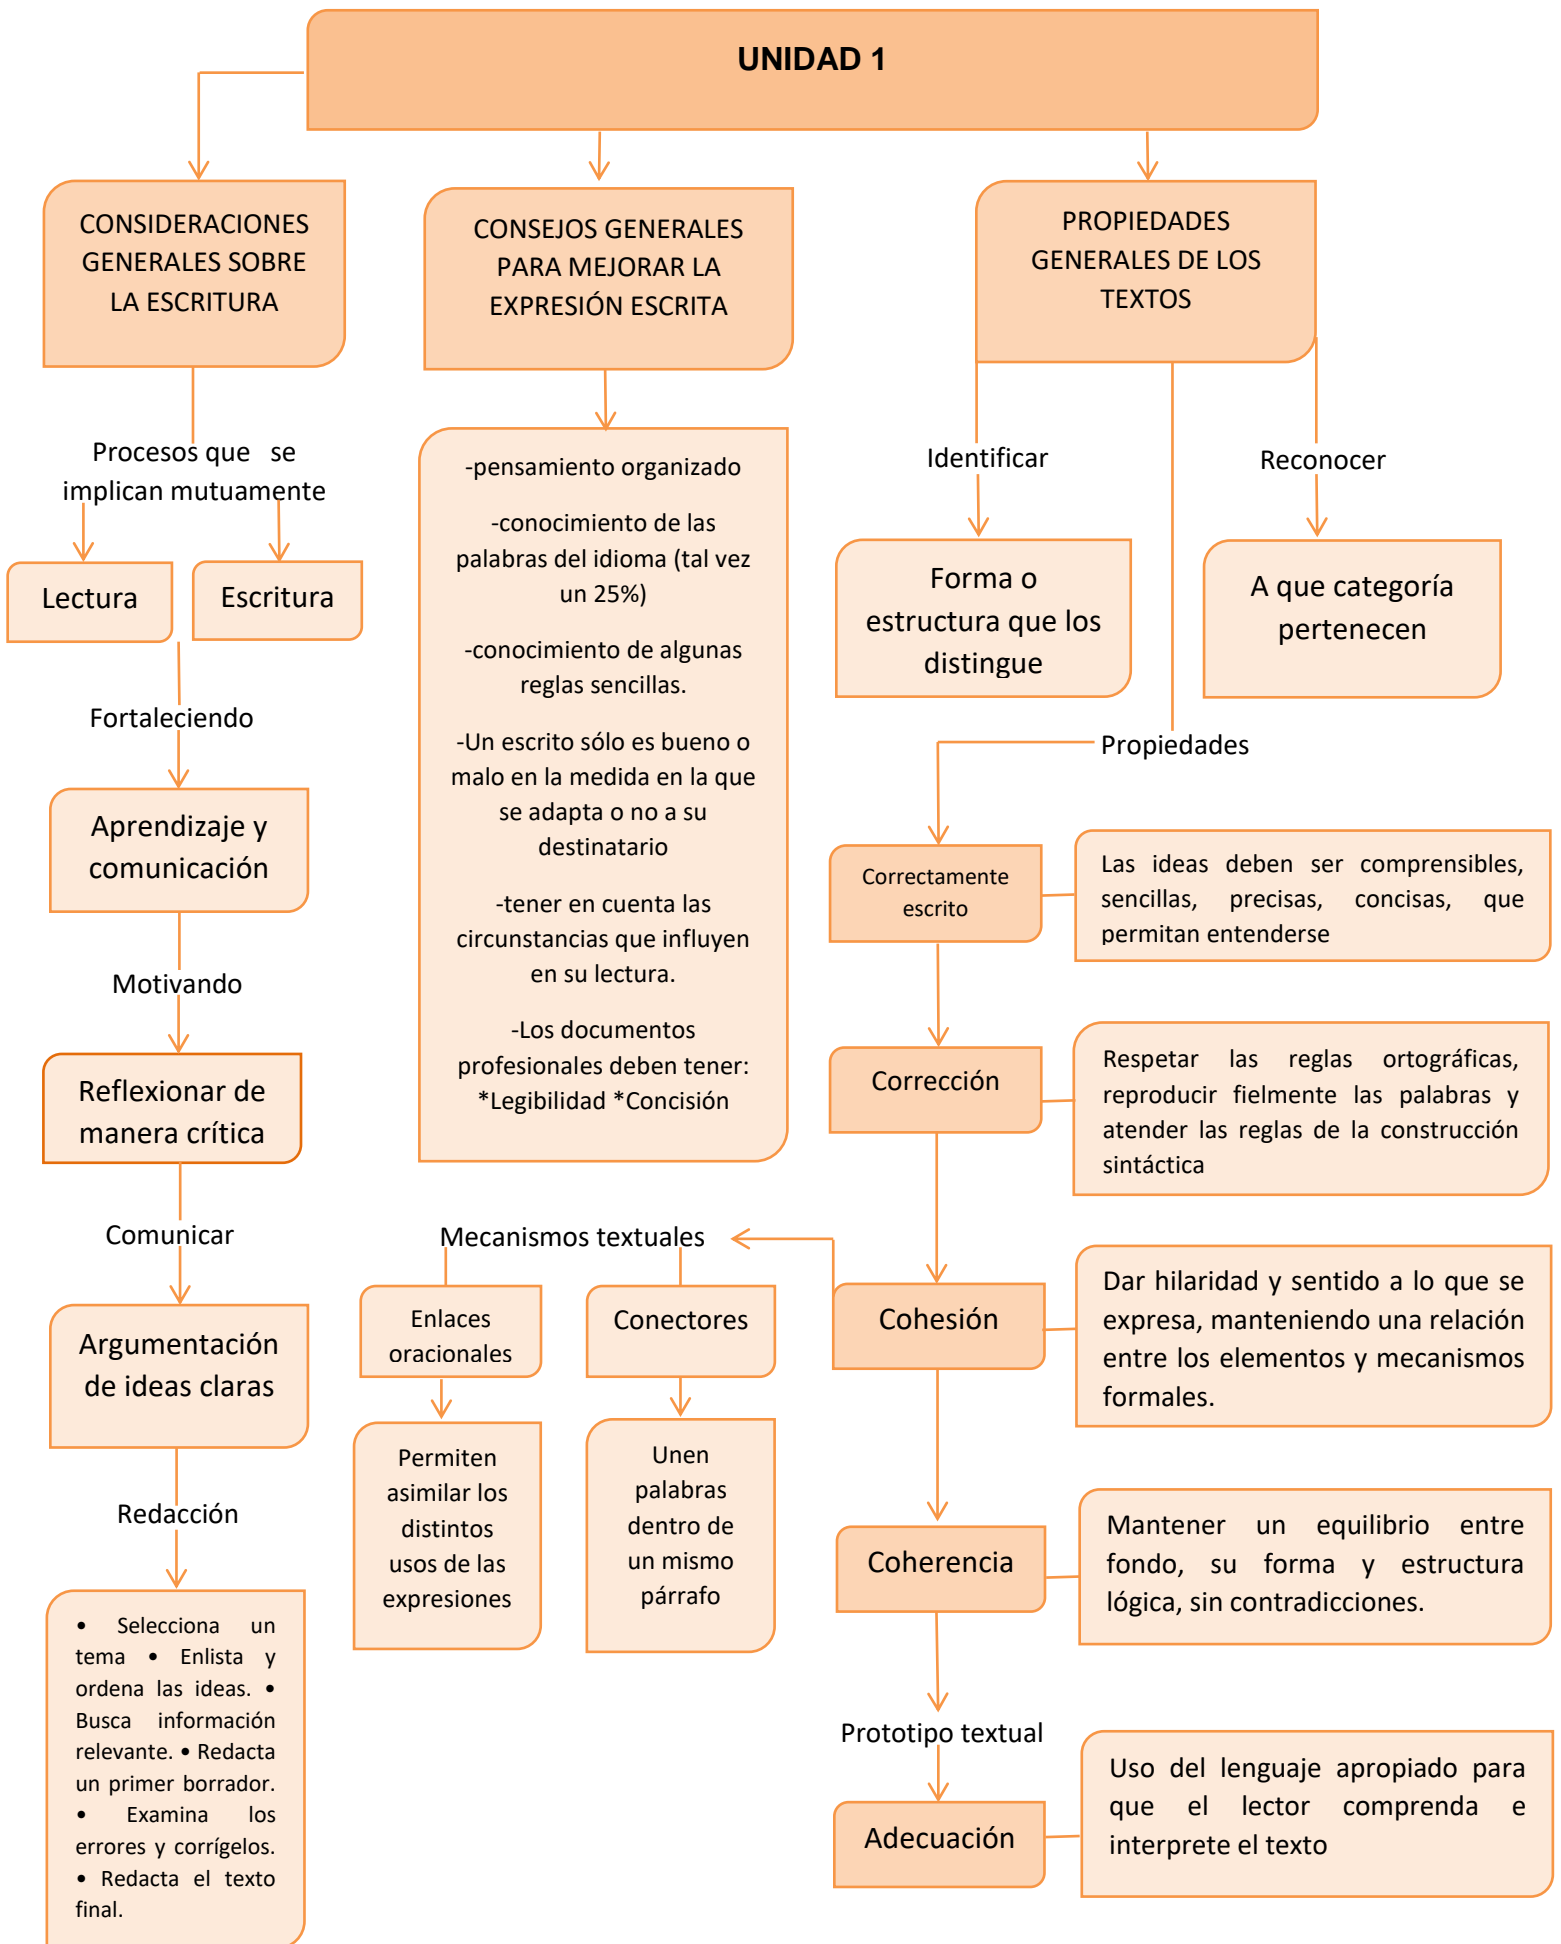 UNIDAD 1
CONSIDERACIONES
GENERALES SOBRE
LA ESCRITURA
Procesos que se
implican mutuamente
Lectura
Escritura
Fortaleciendo
Aprendizaje y
comunicación
Motivando
Reflexionar de
manera crítica
Comunicar
Argumentación
de ideas claras
Redacción
• Selecciona un
tema • Enlista y
ordena las ideas. •
Busca información
relevante. • Redacta
un primer borrador.
• Examina los
errores y corrígelos.
• Redacta el texto
final.
CONSEJOS GENERALES
PARA MEJORAR LA
EXPRESIÓN ESCRITA
-pensamiento organizado
-conocimiento de las
palabras del idioma (tal vez
un 25%)
-conocimiento de algunas
reglas sencillas.
-Un escrito sólo es bueno o
malo en la medida en la que
se adapta o no a su
destinatario
-tener en cuenta las
circunstancias que influyen
en su lectura.
-Los documentos
profesionales deben tener:
*Legibilidad *Concisión
PROPIEDADES
GENERALES DE LOS
TEXTOS
Identificar
Forma o
estructura que los
distingue
Reconocer
A que categoría
pertenecen
Propiedades
Correctamente
escrito
Las ideas deben ser comprensibles,
sencillas, precisas, concisas, que
permitan entenderse
Corrección
Respetar las reglas ortográficas,
reproducir fielmente las palabras y
atender las reglas de la construcción
sintáctica
Cohesión
Dar hilaridad y sentido a lo que se
expresa, manteniendo una relación
entre los elementos y mecanismos
formales.
Mecanismos textuales
Enlaces
oracionales
Permiten
asimilar los
distintos
usos de las
expresiones
Conectores
Unen
palabras
dentro de
un mismo
párrafo
Coherencia
Mantener un equilibrio entre
fondo, su forma y estructura
lógica, sin contradicciones.
Prototipo textual
Adecuación
Uso del lenguaje apropiado para
que el lector comprenda e
interprete el texto